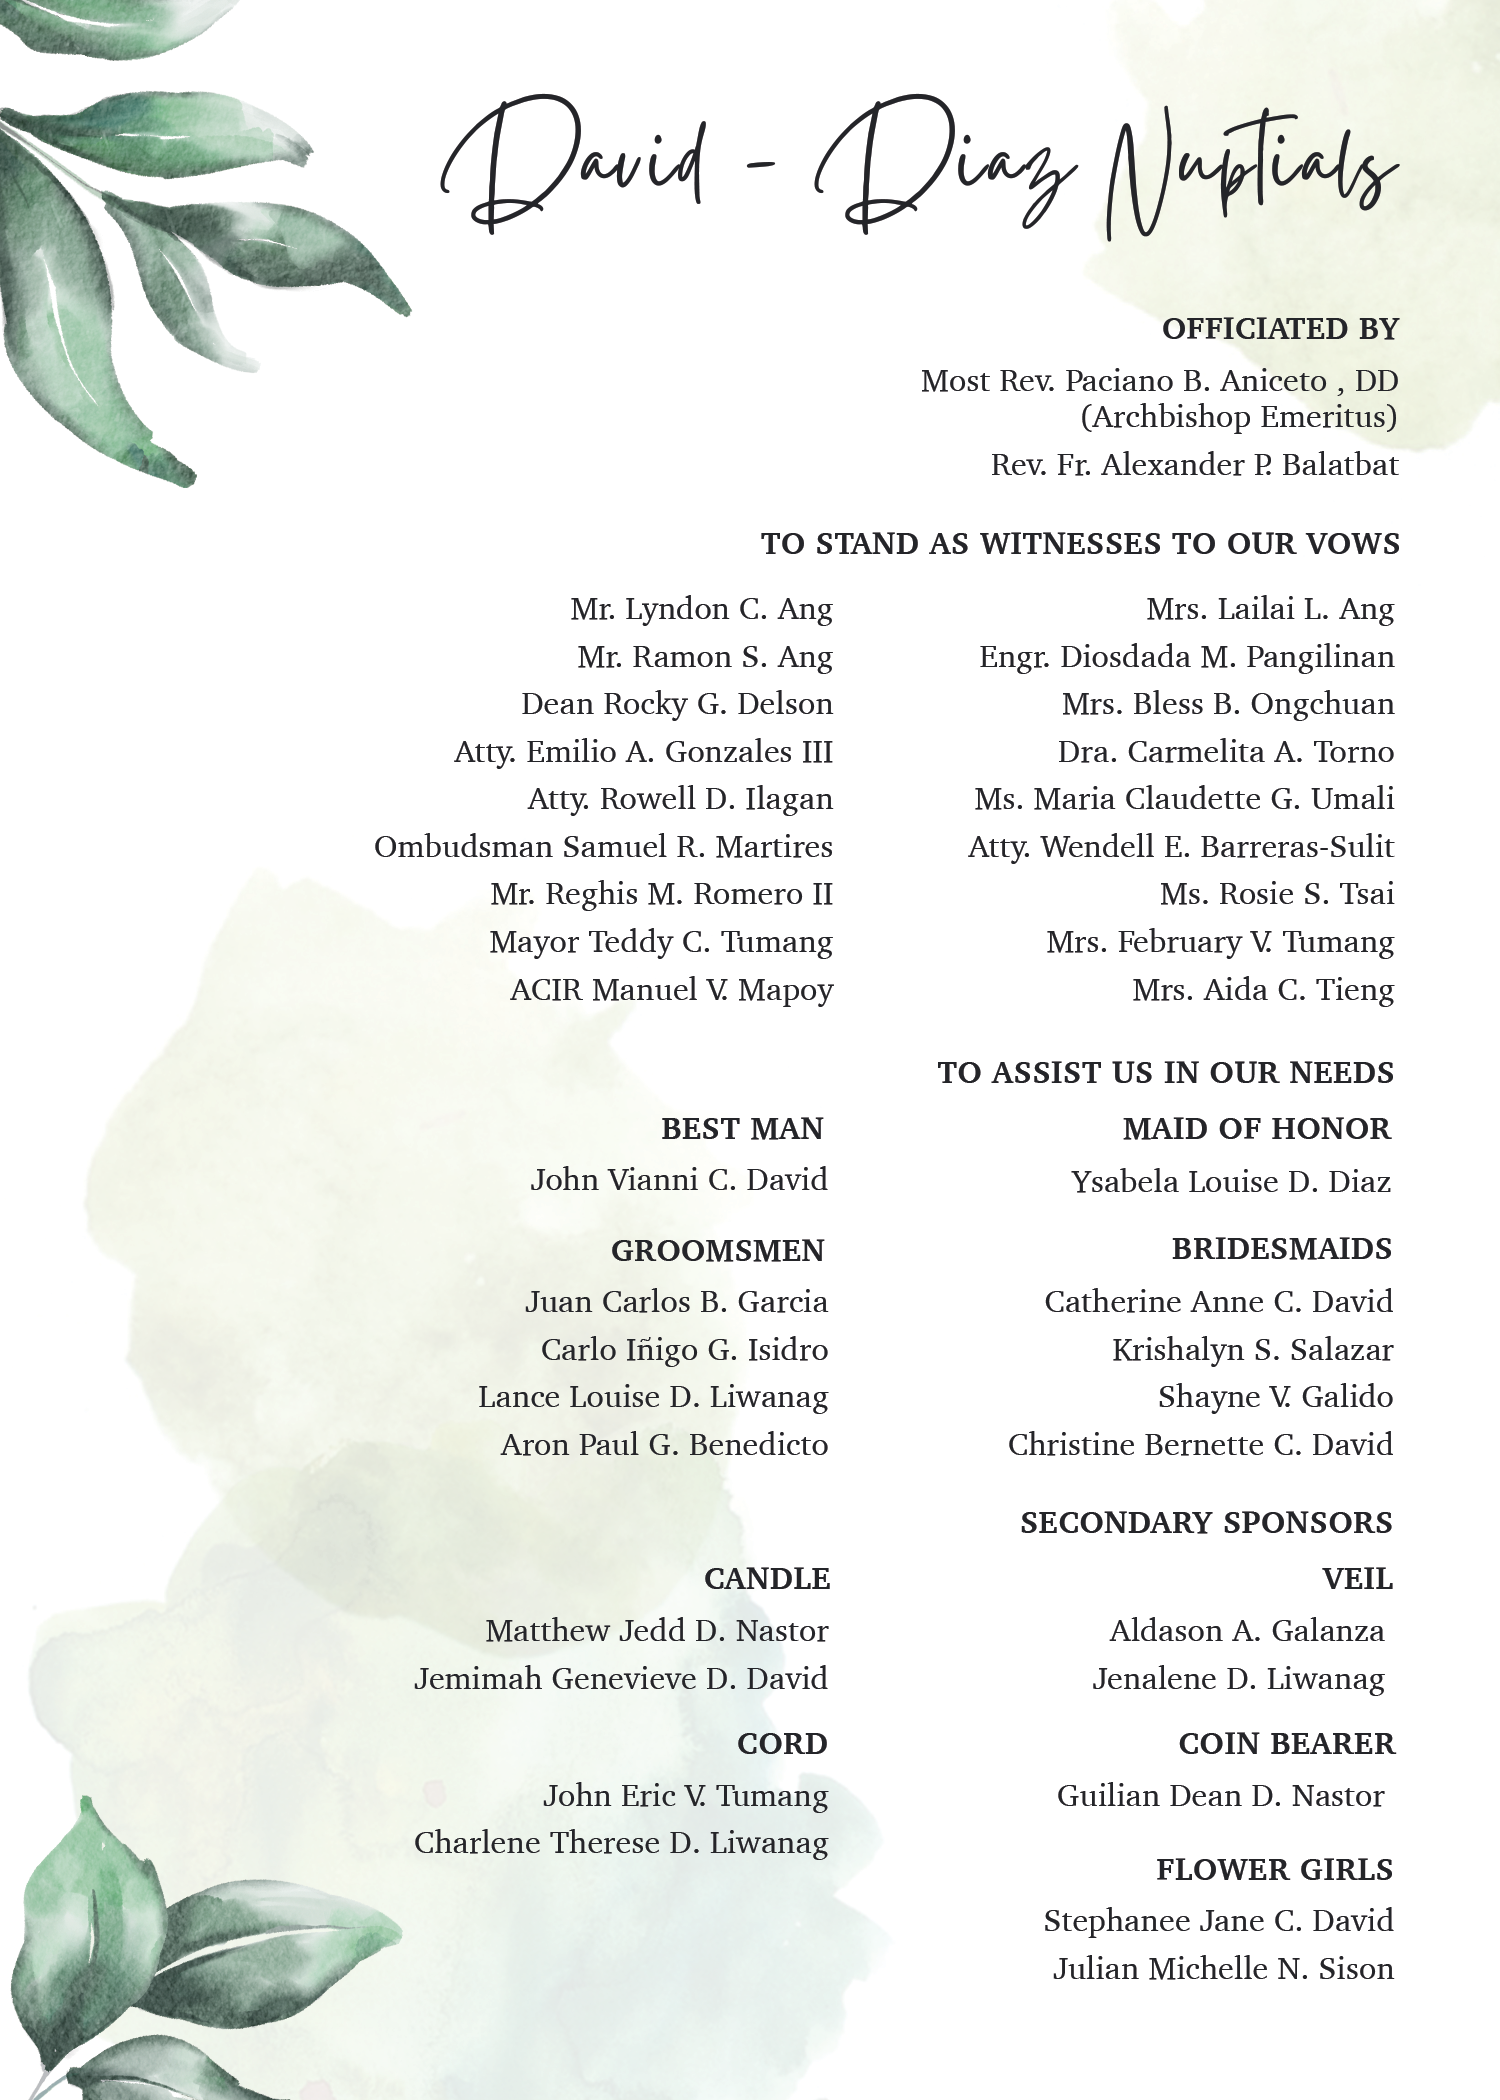 David - Diaz Nuptials
OFFICIATED BY
Most Rev. Paciano B. Aniceto , DD
(Archbishop Emeritus)
Rev. Fr. Alexander P. Balatbat
TO STAND AS WITNESSES TO OUR VOWS
Mr. Lyndon C. Ang
Mr. Ramon S. Ang
Dean Rocky G. Delson
Atty. Emilio A. Gonzales III
Atty. Rowell D. Ilagan
Ombudsman Samuel R. Martires
Mr. Reghis M. Romero II
Mayor Teddy C. Tumang
ACIR Manuel V. Mapoy
Mrs. Lailai L. Ang
Engr. Diosdada M. Pangilinan
Mrs. Bless B. Ongchuan
Dra. Carmelita A. Torno
Ms. Maria Claudette G. Umali
Atty. Wendell E. Barreras-Sulit
Ms. Rosie S. Tsai
Mrs. February V. Tumang
Mrs. Aida C. Tieng
TO ASSIST US IN OUR NEEDS
BEST MAN
John Vianni C. David
MAID OF HONOR
Ysabela Louise D. Diaz
GROOMSMEN
Juan Carlos B. Garcia
Carlo Iñigo G. Isidro
Lance Louise D. Liwanag
Aron Paul G. Benedicto
BRIDESMAIDS
Catherine Anne C. David
Krishalyn S. Salazar
Shayne V. Galido
Christine Bernette C. David
SECONDARY SPONSORS
CANDLE
Matthew Jedd D. Nastor
Jemimah Genevieve D. David
VEIL
Aldason A. Galanza
Jenalene D. Liwanag
CORD
John Eric V. Tumang
Charlene Therese D. Liwanag
COIN BEARER
Guilian Dean D. Nastor
FLOWER GIRLS
Stephanee Jane C. David
Julian Michelle N. Sison